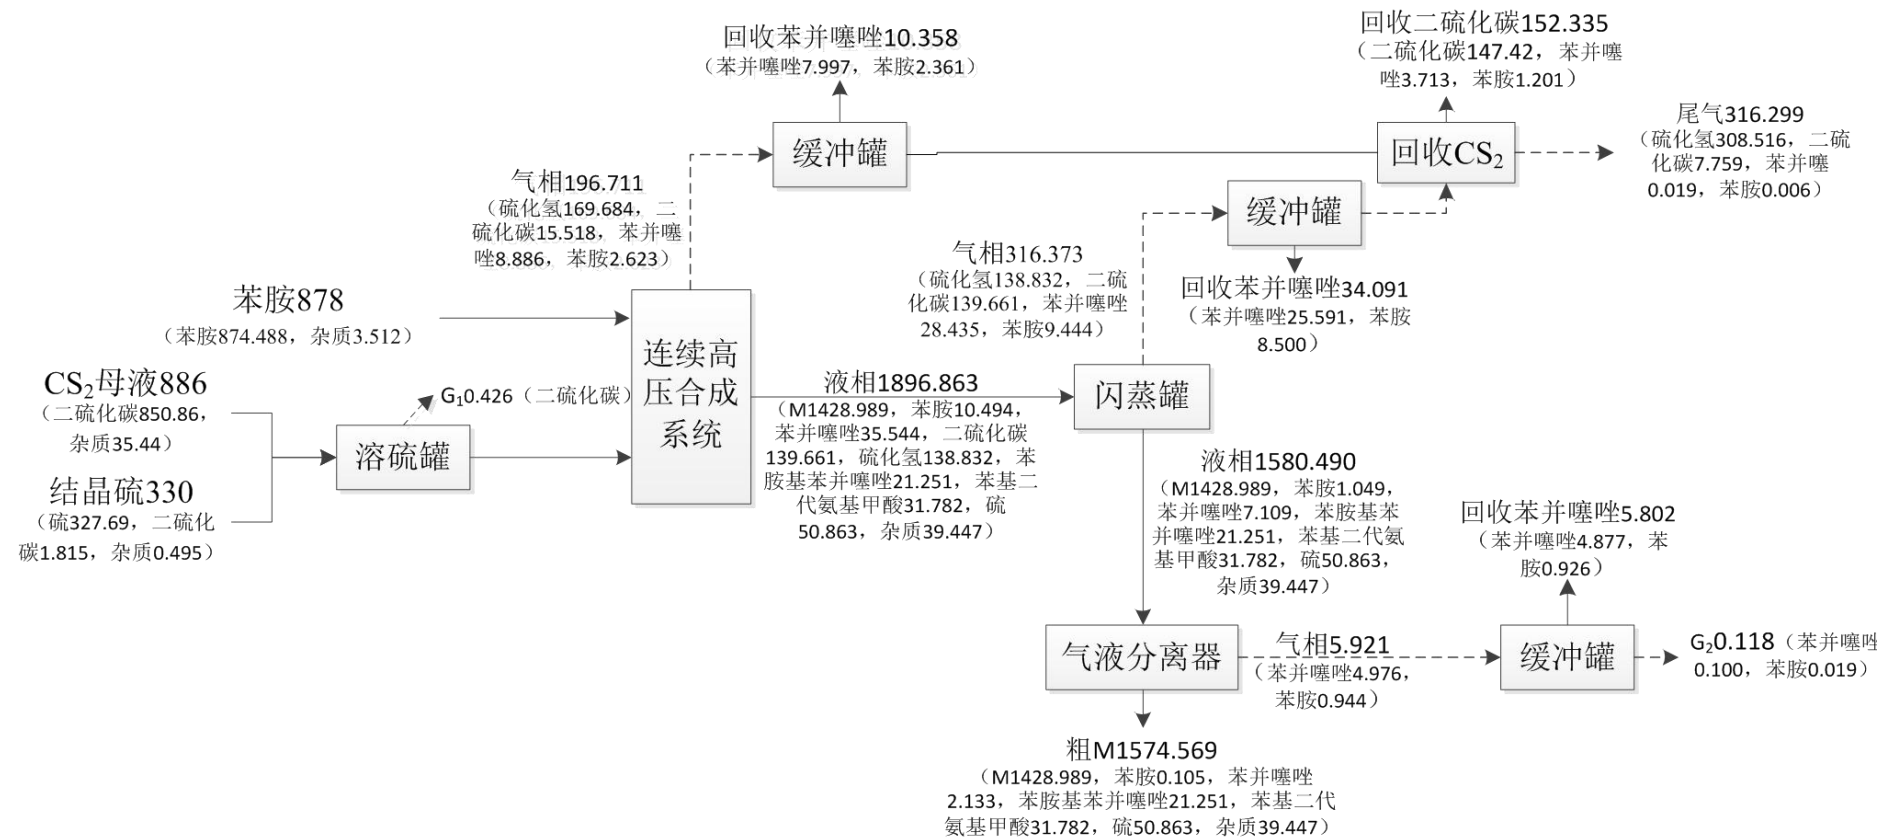 回收苯并噻唑10.358
（苯并噻唑7.997，苯胺2.361）
回收二硫化碳152.335
（二硫化碳147.42，苯并噻
唑3.713，苯胺1.201）
尾气316.299
（硫化氢308.516，二硫
化碳7.759，苯并噻
0.019，苯胺0.006）
缓冲罐
回收CS₂
气相196.711
（硫化氢169.684，二
硫化碳15.518，苯并噻
唑8.886，苯胺2.623）
缓冲罐
气相316.373
（硫化氢138.832，二硫
化碳139.661，苯并噻唑
28.435，苯胺9.444）
回收苯并噻唑34.091
（苯并噻唑25.591，苯胺
8.500）
苯胺878
（苯胺874.488，杂质3.512）
CS₂母液886
（二硫化碳850.86，
杂质35.44）
G₁0.426（二硫化碳）
溶硫罐
结晶硫330
（硫327.69，二硫化
碳1.815，杂质0.495）
连续高
压合成
系统
液相1896.863
（M1428.989，苯胺10.494，
苯并噻唑35.544，二硫化碳
139.661，硫化氢138.832，苯
胺基苯并噻唑21.251，苯基二
代氨基甲酸31.782，硫
50.863，杂质39.447）
闪蒸罐
液相1580.490
（M1428.989，苯胺1.049，
苯并噻唑7.109，苯胺基苯
并噻唑21.251，苯基二代氨
基甲酸31.782，硫50.863，
杂质39.447）
回收苯并噻唑5.802
（苯并噻唑4.877，苯
胺0.926）
气液分离器
气相5.921
（苯并噻唑4.976，
苯胺0.944）
缓冲罐
G₂0.118（苯并噻唑
0.100，苯胺0.019）
粗M1574.569
（M1428.989，苯胺0.105，苯并噻唑
2.133，苯胺基苯并噻唑21.251，苯基二代
氨基甲酸31.782，硫50.863，杂质39.447）